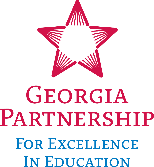 GEORGIA
PARTNERSHIP
FOR EXCELLENCE
IN EDUCATION